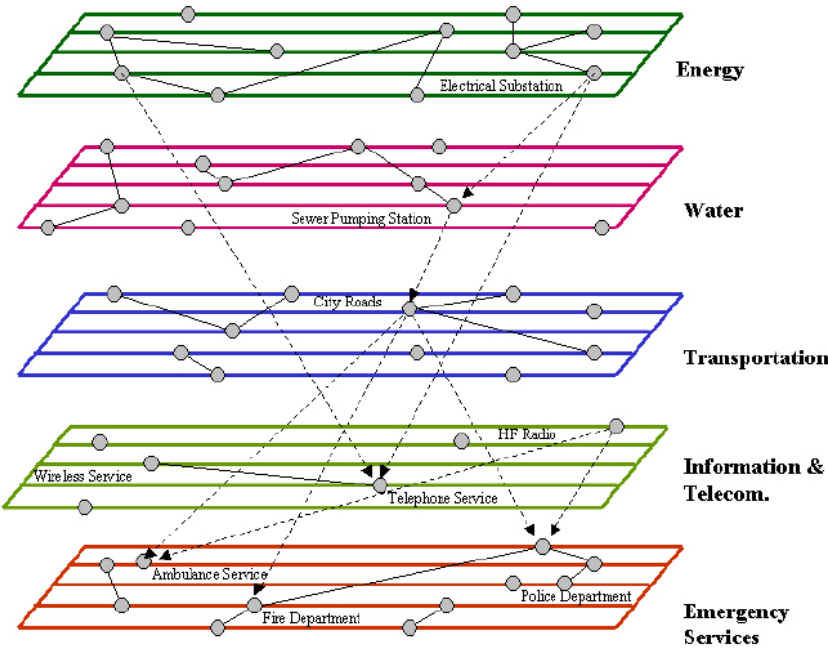 Electrical Substation
Energy
Sewer Pumping Station
Water
City Roads
Transportation
HF Radio
Wireless Service
Telephone Service
Information &
Telecom.
Ambulance Service
Police Department
Fire Department
Emergency
Services